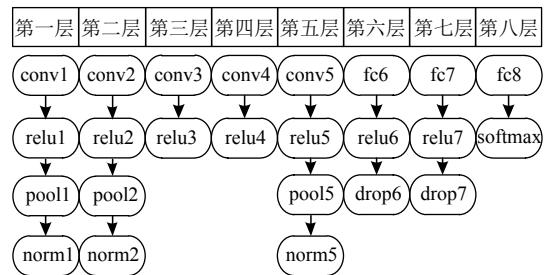 第一层 第二层 第三层 第四层 第五层 第六层 第七层 第八层
conv1 conv2 conv3 conv4 conv5 fc6 fc7 fc8
relu1 relu2 relu3 relu4 relu5 relu6 relu7 softmax
pool1 pool2 pool5 drop6 drop7
norm1 norm2 norm5